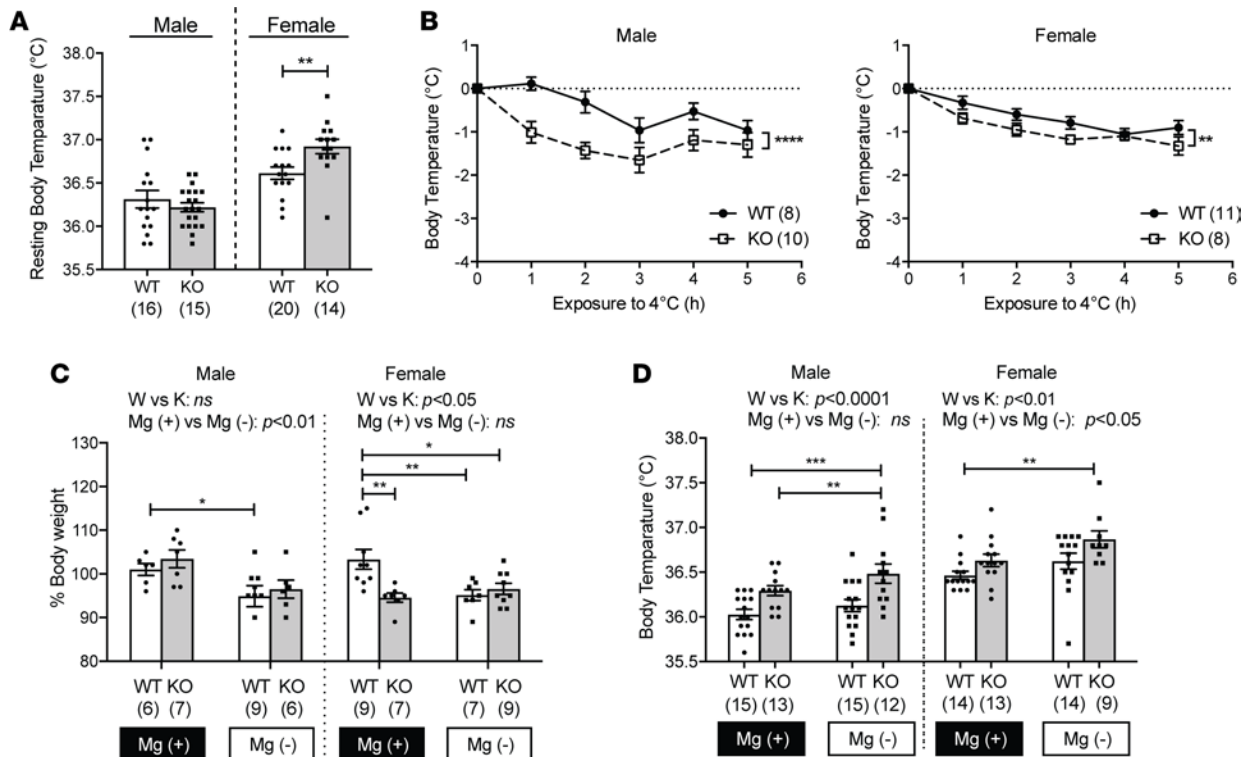 A
Male Female
38.0
37.5
37.0
36.5
36.0
35.5
Resting Body Temparature (°C)
**
WT KO WT KO
(16) (15) (20) (14)
B
Male
1
0
-1
-2
-3
-4
Body Temperature (°C)
****
WT (8)
KO (10)
0 1 2 3 4 5 6
Exposure to 4°C (h)
Female
1
0
-1
-2
-3
-4
Body Temperature (°C)
**
WT (11)
KO (8)
0 1 2 3 4 5 6
Exposure to 4°C (h)
C
Male
W vs K: ns
Mg (+) vs Mg (-): p<0.01
Female
W vs K: p<0.05
Mg (+) vs Mg (-): ns
130
120
110
100
90
80
% Body weight
*
*
**
**
WT KO WT KO WT KO WT KO
(6) (7) (9) (6) (9) (7) (7) (9)
Mg (+) Mg (-) Mg (+) Mg (-)
D
Male
W vs K: p<0.0001
Mg (+) vs Mg (-): ns
Female
W vs K: p<0.01
Mg (+) vs Mg (-): p<0.05
38.0
37.5
37.0
36.5
36.0
35.5
Body Temparature (°C)
***
**
**
WT KO WT KO WT KO WT KO
(15) (13) (15) (12) (14) (13) (14) (9)
Mg (+) Mg (-) Mg (+) Mg (-)